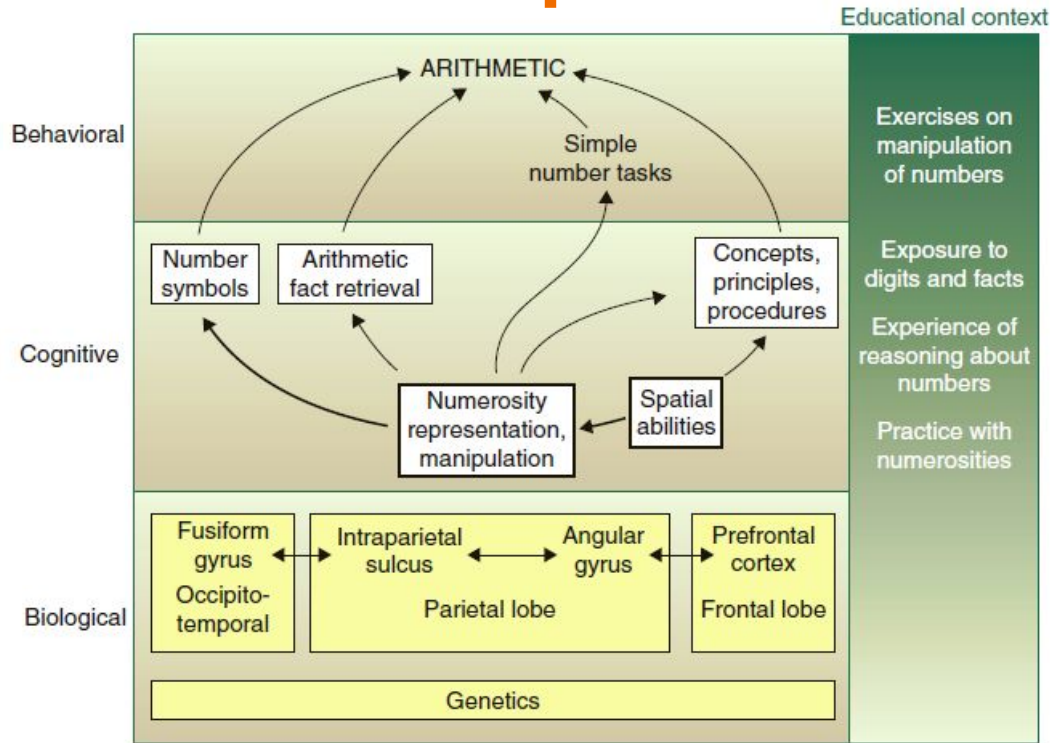 Educational context
Behavioral
ARITHMETIC
Simple
number tasks
Exercises on
manipulation
of numbers
Cognitive
Number
symbols
Arithmetic
fact retrieval
Concepts,
principles,
procedures
Numerosity
representation,
manipulation
Spatial
abilities
Exposure to
digits and facts
Experience of
reasoning about
numbers
Practice with
numerosities
Biological
Fusiform
gyrus
Occipito-
temporal
Intraparietal
sulcus
Angular
gyrus
Parietal lobe
Prefrontal
cortex
Frontal lobe
Genetics